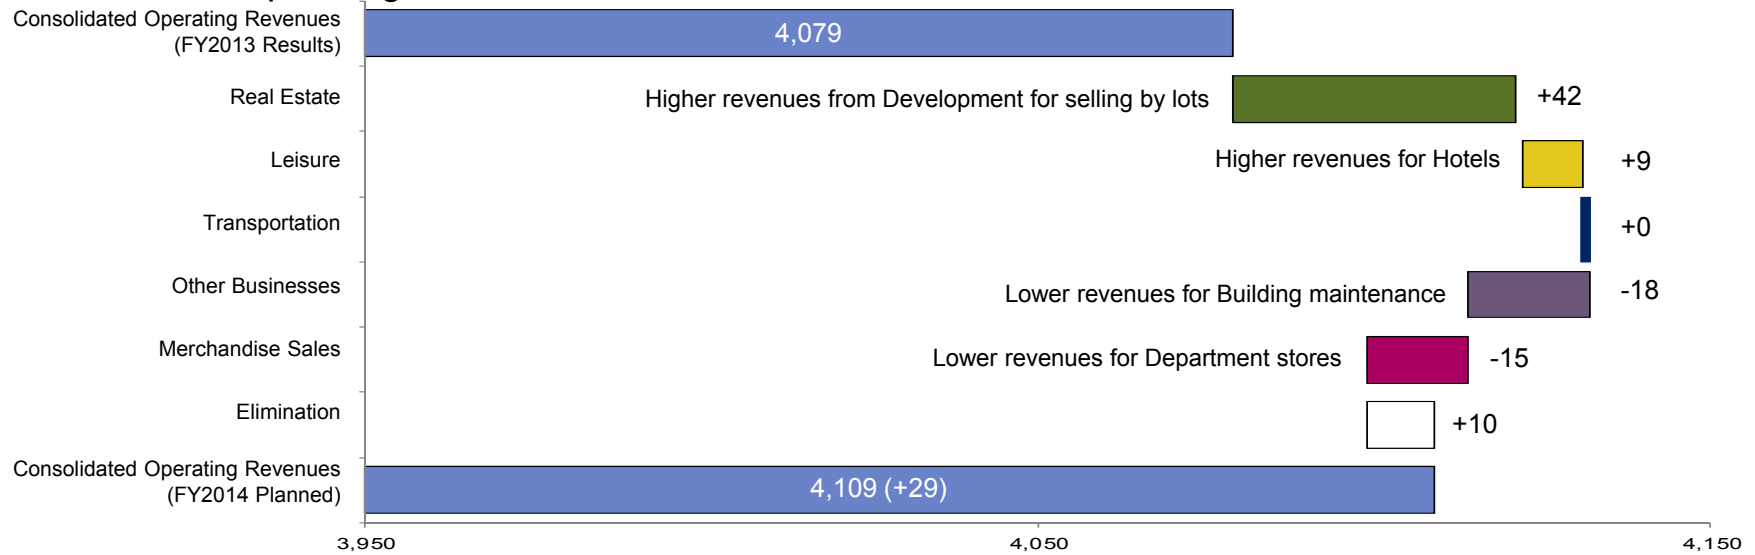 Consolidated Operating Revenues
(FY2013 Results)
4,079
Real Estate
Higher revenues from Development for selling by lots
+42
Leisure
Higher revenues for Hotels
+9
Transportation
+0
Other Businesses
Lower revenues for Building maintenance
-18
Merchandise Sales
Lower revenues for Department stores
-15
Elimination
+10
Consolidated Operating Revenues
(FY2014 Planned)
4,109 (+29)
3,950
4,050
4,150